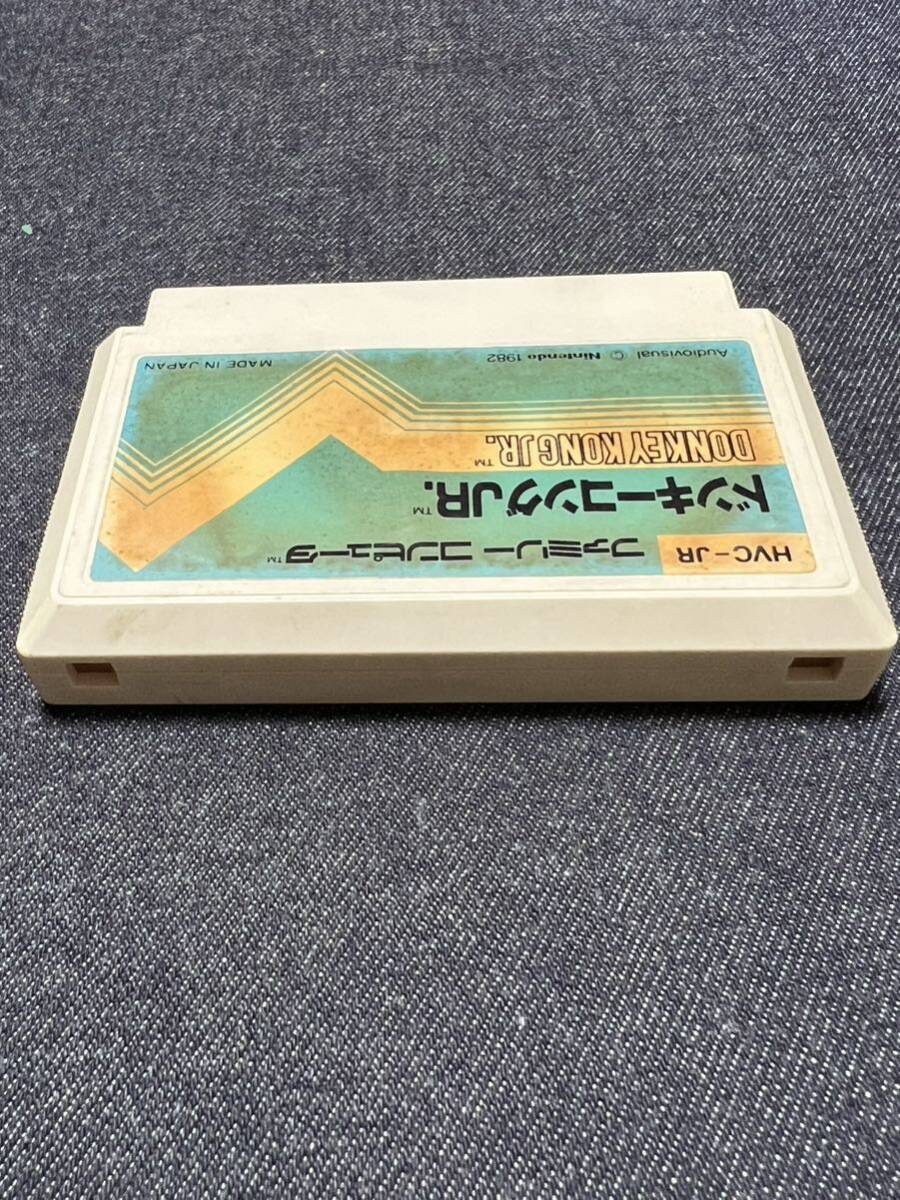 HVC-JR
ファミリー コンピュータ™
ドンキーコングJR.™
DONKEY KONG JR.™
Audiovisual © Nintendo 1982
MADE IN JAPAN